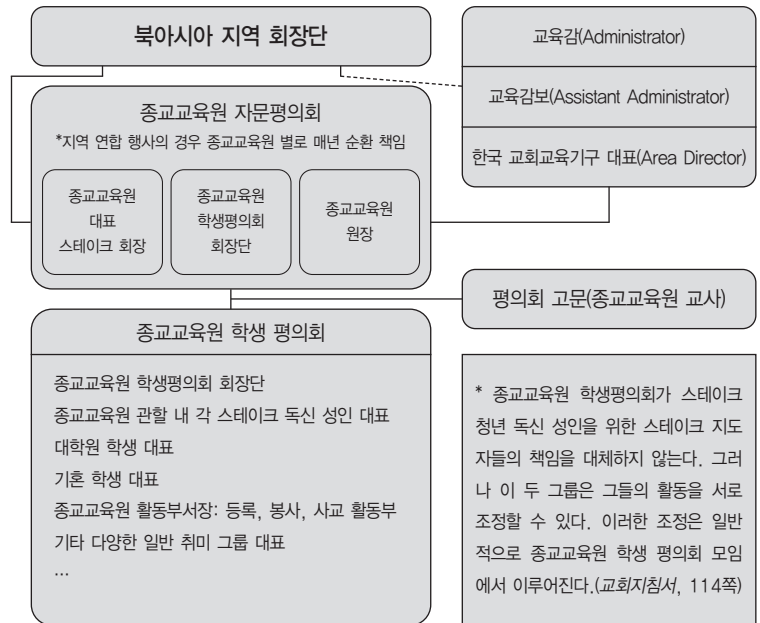 북아시아 지역 회장단
교육감(Administrator)
교육감보(Assistant Administrator)
한국 교회교육기구 대표(Area Director)
종교교육원 자문평의회
*지역 연합 행사의 경우 종교교육원 별로 매년 순환 책임
종교교육원
대표
스테이크 회장
종교교육원
학생평의회
회장단
종교교육원
원장
평의회 고문(종교교육원 교사)
종교교육원 학생 평의회
종교교육원 학생평의회 회장단
종교교육원 관할 내 각 스테이크 독신 성인 대표
대학원 학생 대표
기혼 학생 대표
종교교육원 활동부서장: 등록, 봉사, 사교 활동부
기타 다양한 일반 취미 그룹 대표
...
* 종교교육원 학생평의회가 스테이크
청년 독신 성인을 위한 스테이크 지도
자들의 책임을 대체하지 않는다. 그러
나 이 두 그룹은 그들의 활동을 서로
조정할 수 있다. 이러한 조정은 일반
적으로 종교교육원 학생 평의회 모임
에서 이루어진다.(교회지침서, 114쪽)